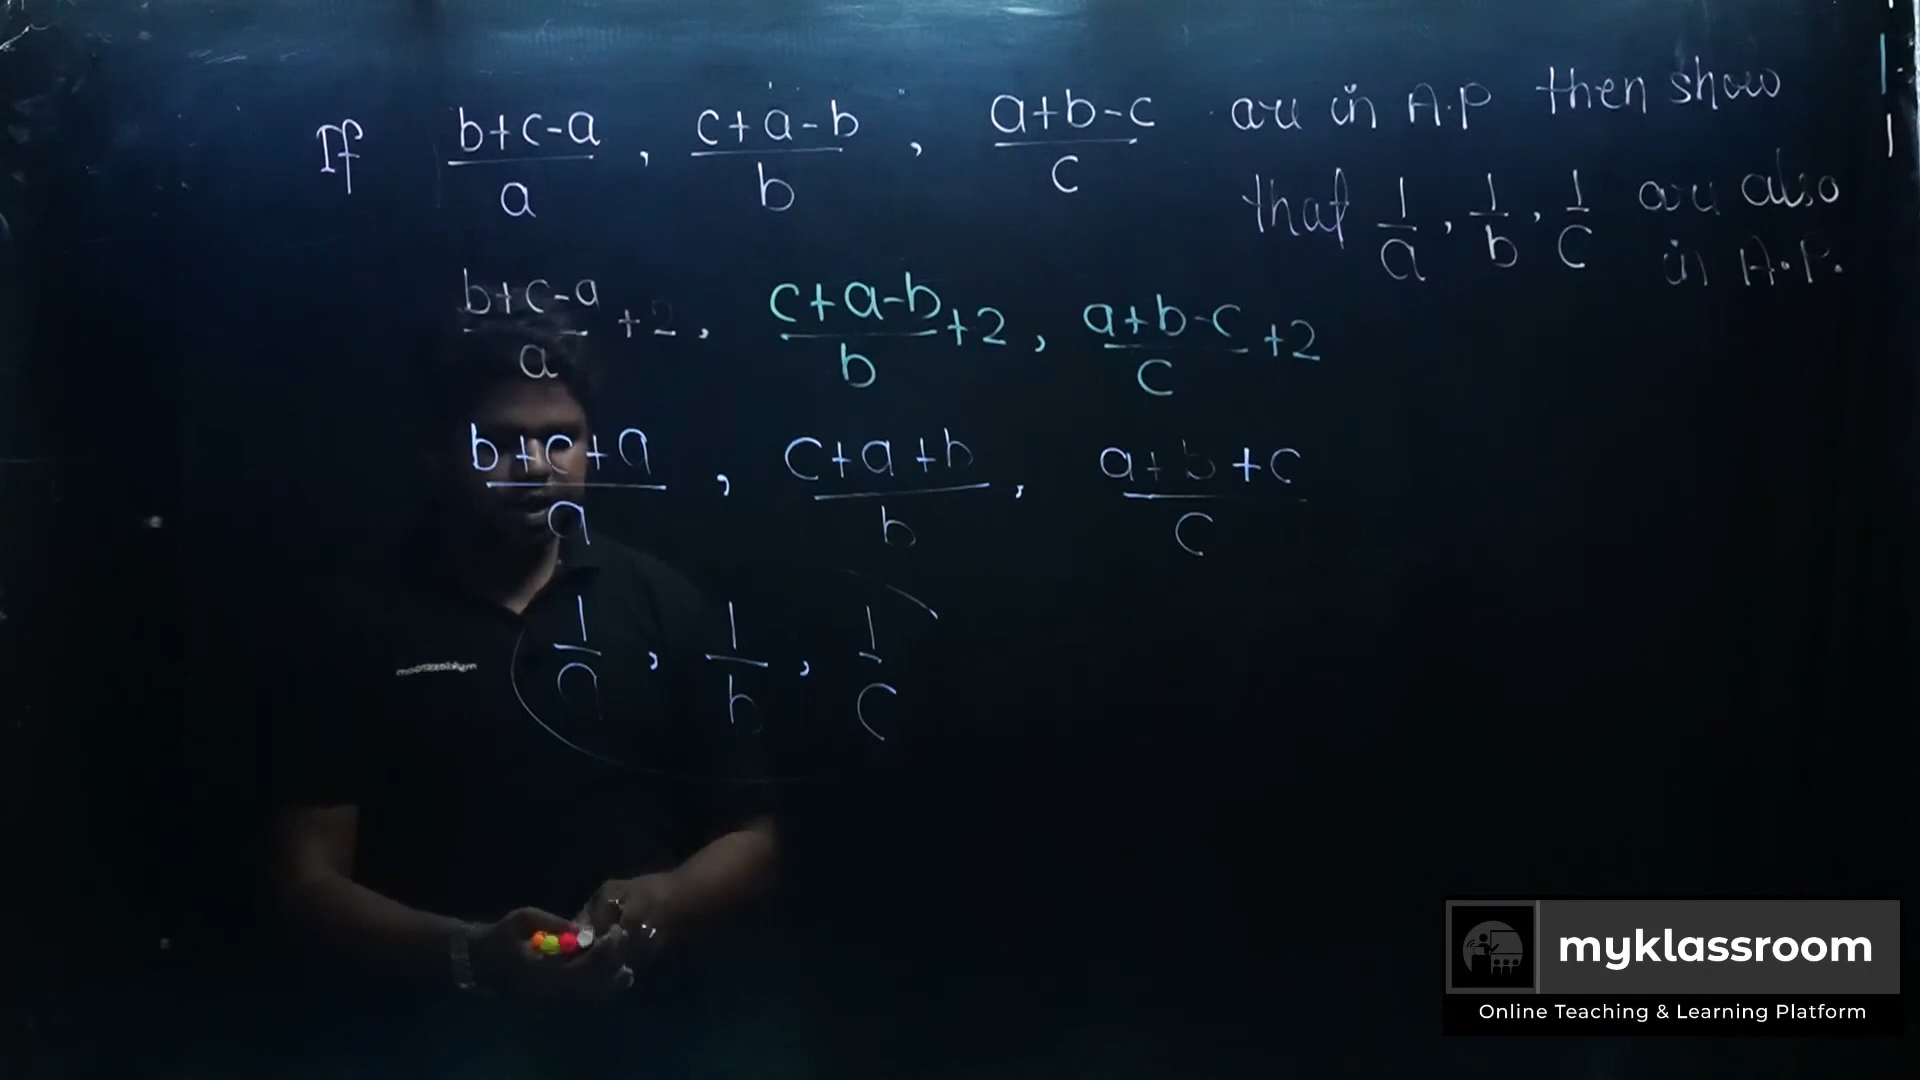 If (b+c-a)/a , (c+a-b)/b , (a+b-c)/c are in A.P then show
that 1/a , 1/b , 1/c are also
in A.P.
(b+c-a)/a +2 , (c+a-b)/b +2 , (a+b-c)/c +2
(b+c+a)/a , (c+a+b)/b , (a+b+c)/c
1/a , 1/b , 1/c
myklassroom
Online Teaching & Learning Platform